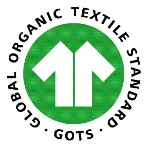 GLOBAL ORGANIC TEXTILE STANDARD
· GOTS ·